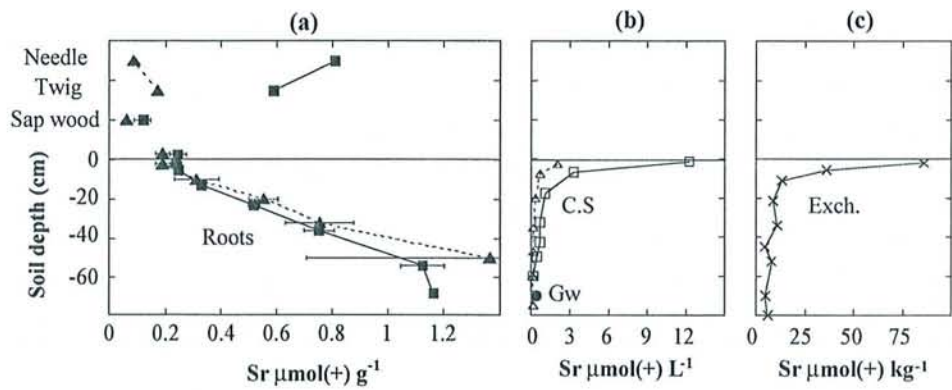 (a)
(b)
(c)
Needle
Twig
Sap wood
0
-20
-40
-60
Soil depth (cm)
Roots
C.S
Gw
Exch.
0 0.2 0.4 0.6 0.8 1 1.2
0 3 6 9 12
0 25 50 75
Sr µmol(+) g⁻¹
Sr µmol(+) L⁻¹
Sr µmol(+) kg⁻¹